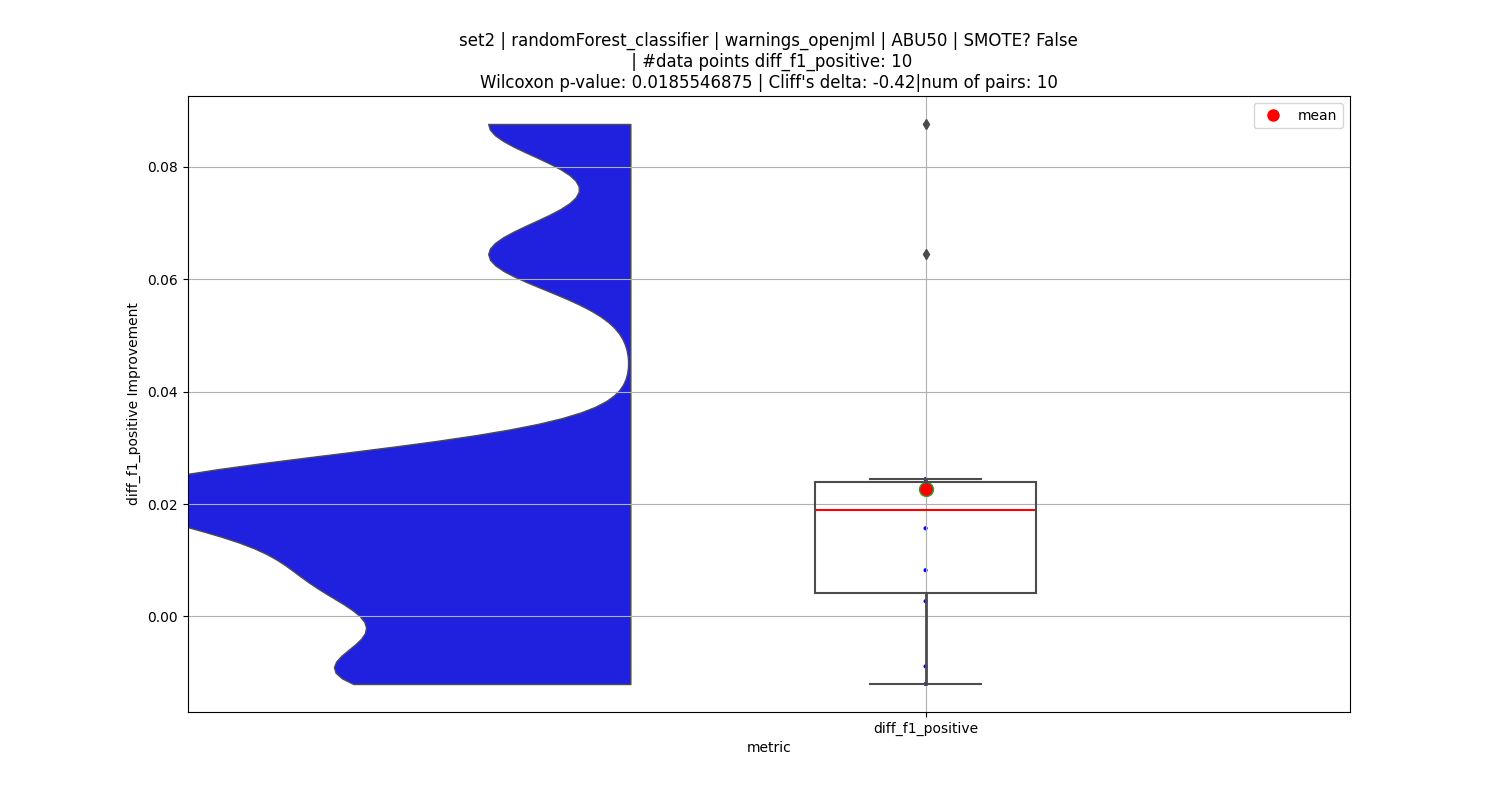 set2 | randomForest_classifier | warnings_openjml | ABU50 | SMOTE? False
| #data points diff_f1_positive: 10
Wilcoxon p-value: 0.0185546875 | Cliff's delta: -0.42|num of pairs: 10
mean
0.08
0.06
0.04
0.02
0.00
diff_f1_positive Improvement
diff_f1_positive
metric